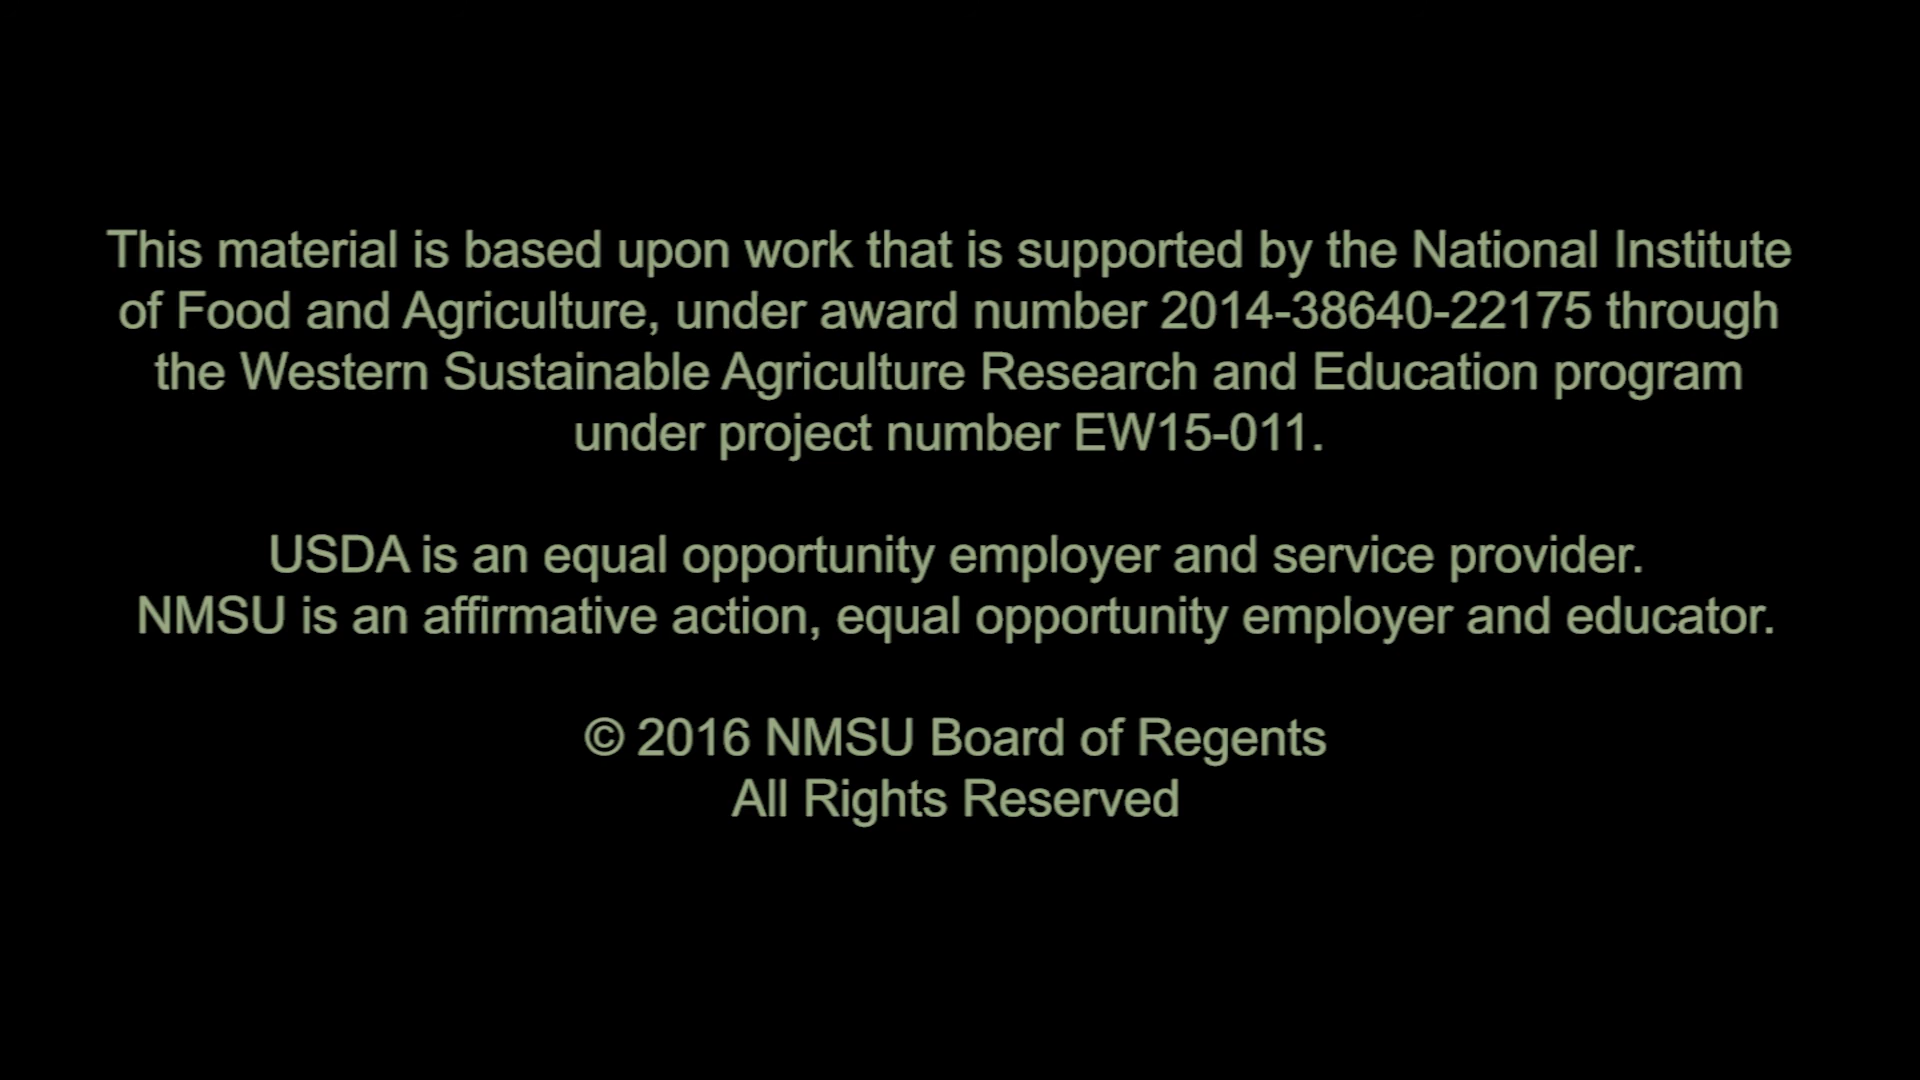 This material is based upon work that is supported by the National Institute
of Food and Agriculture, under award number 2014-38640-22175 through
the Western Sustainable Agriculture Research and Education program
under project number EW15-011.
USDA is an equal opportunity employer and service provider.
NMSU is an affirmative action, equal opportunity employer and educator.
© 2016 NMSU Board of Regents
All Rights Reserved